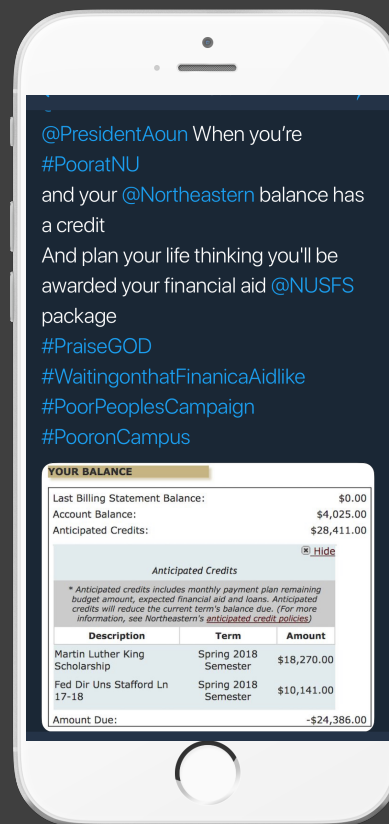 @PresidentAoun When you're
#PooratNU
and your @Northeastern balance has
a credit
And plan your life thinking you'll be
awarded your financial aid @NUSFS
package
#PraiseGOD
#WaitingonthatFinanicaAidlike
#PoorPeoplesCampaign
#PooronCampus
YOUR BALANCE
Last Billing Statement Balance: $0.00
Account Balance: $4,025.00
Anticipated Credits: $28,411.00
Hide
Anticipated Credits
* Anticipated credits includes monthly payment plan remaining
budget amount, expected financial aid and loans. Anticipated
credits will reduce the current term's balance due. (For more
information, see Northeastern's anticipated credit policies)
Description Term Amount
Martin Luther King Scholarship Spring 2018 Semester $18,270.00
Fed Dir Uns Stafford Ln 17-18 Spring 2018 Semester $10,141.00
Amount Due: -$24,386.00